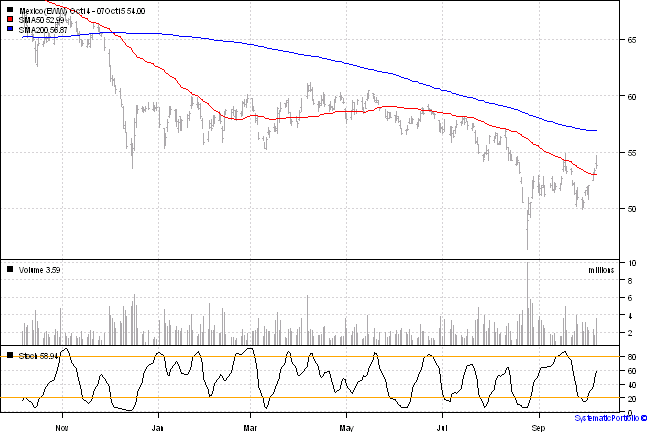 Mexico(EWW) Oct14 - 07Oct15 54.00
SMA50 52.99
SMA200 56.87
65
60
55
50
Volume 3.59
millions
10
8
6
4
2
Stoch 58.94
80
60
40
20
0
Nov Jan Mar May Jul Sep
SystematicPortfolio ©